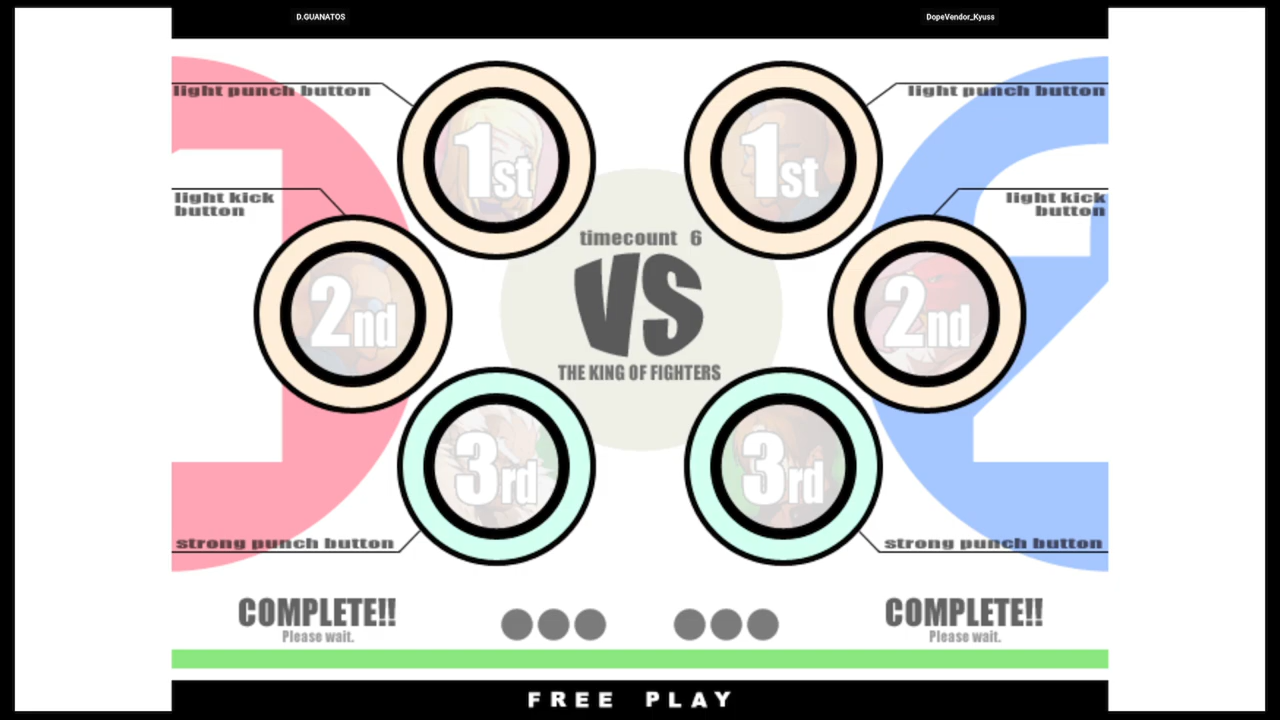 D.GUANATOS
DopeVendor_Kyuss
light punch button
light punch button
1st
1st
light kick
button
light kick
button
timecount 6
VS
THE KING OF FIGHTERS
2nd
2nd
3rd
3rd
strong punch button
strong punch button
COMPLETE!!
Please wait.
COMPLETE!!
Please wait.
FREE PLAY